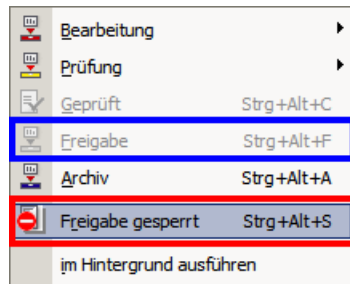 Bearbeitung
Prüfung
Geprüft Strg+Alt+C
Freigabe Strg+Alt+F
Archiv Strg+Alt+A
Freigabe gesperrt Strg+Alt+S
im Hintergrund ausführen